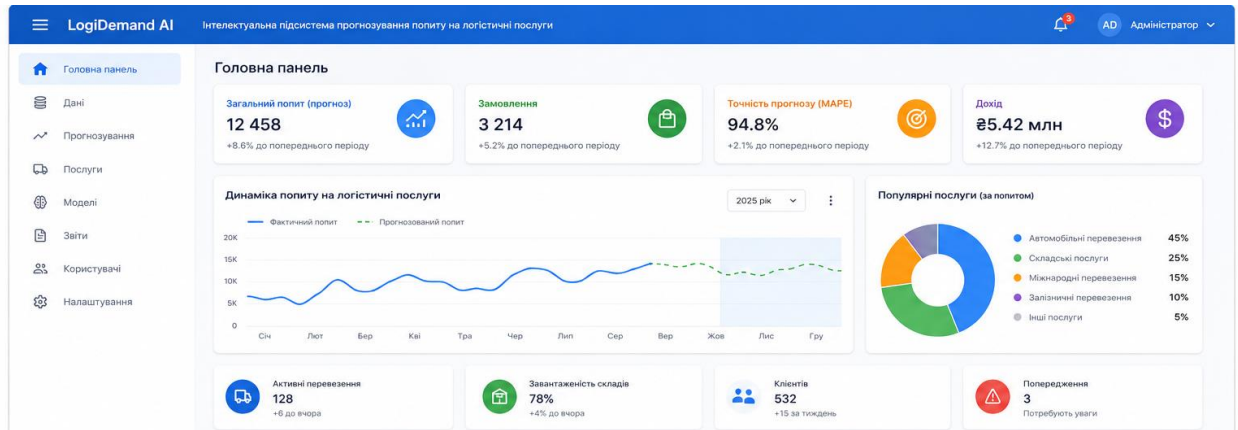 LogiDemand AI
Інтелектуальна підсистема прогнозування попиту на логістичні послуги
3
AD Адміністратор
Головна панель
Дані
Прогнозування
Послуги
Моделі
Звіти
Користувачі
Налаштування
Головна панель
Загальний попит (прогноз)
12 458
+8.6% до попереднього періоду
Замовлення
3 214
+5.2% до попереднього періоду
Точність прогнозу (MAPE)
94.8%
+2.1% до попереднього періоду
Дохід
₴5.42 млн
+12.7% до попереднього періоду
Динаміка попиту на логістичні послуги
2025 рік
Фактичний попит
Прогнозований попит
20K
15K
10K
5K
0
Січ Лют Бер Кві Тра Чер Лип Сер Вер Жов Лис Гру
Популярні послуги (за попитом)
Автомобільні перевезення 45%
Складські послуги 25%
Міжнародні перевезення 15%
Залізничні перевезення 10%
Інші послуги 5%
Активні перевезення
128
+6 до вчора
Завантаженість складів
78%
+4% до вчора
Клієнтів
532
+15 за тиждень
Попередження
3
Потребують уваги